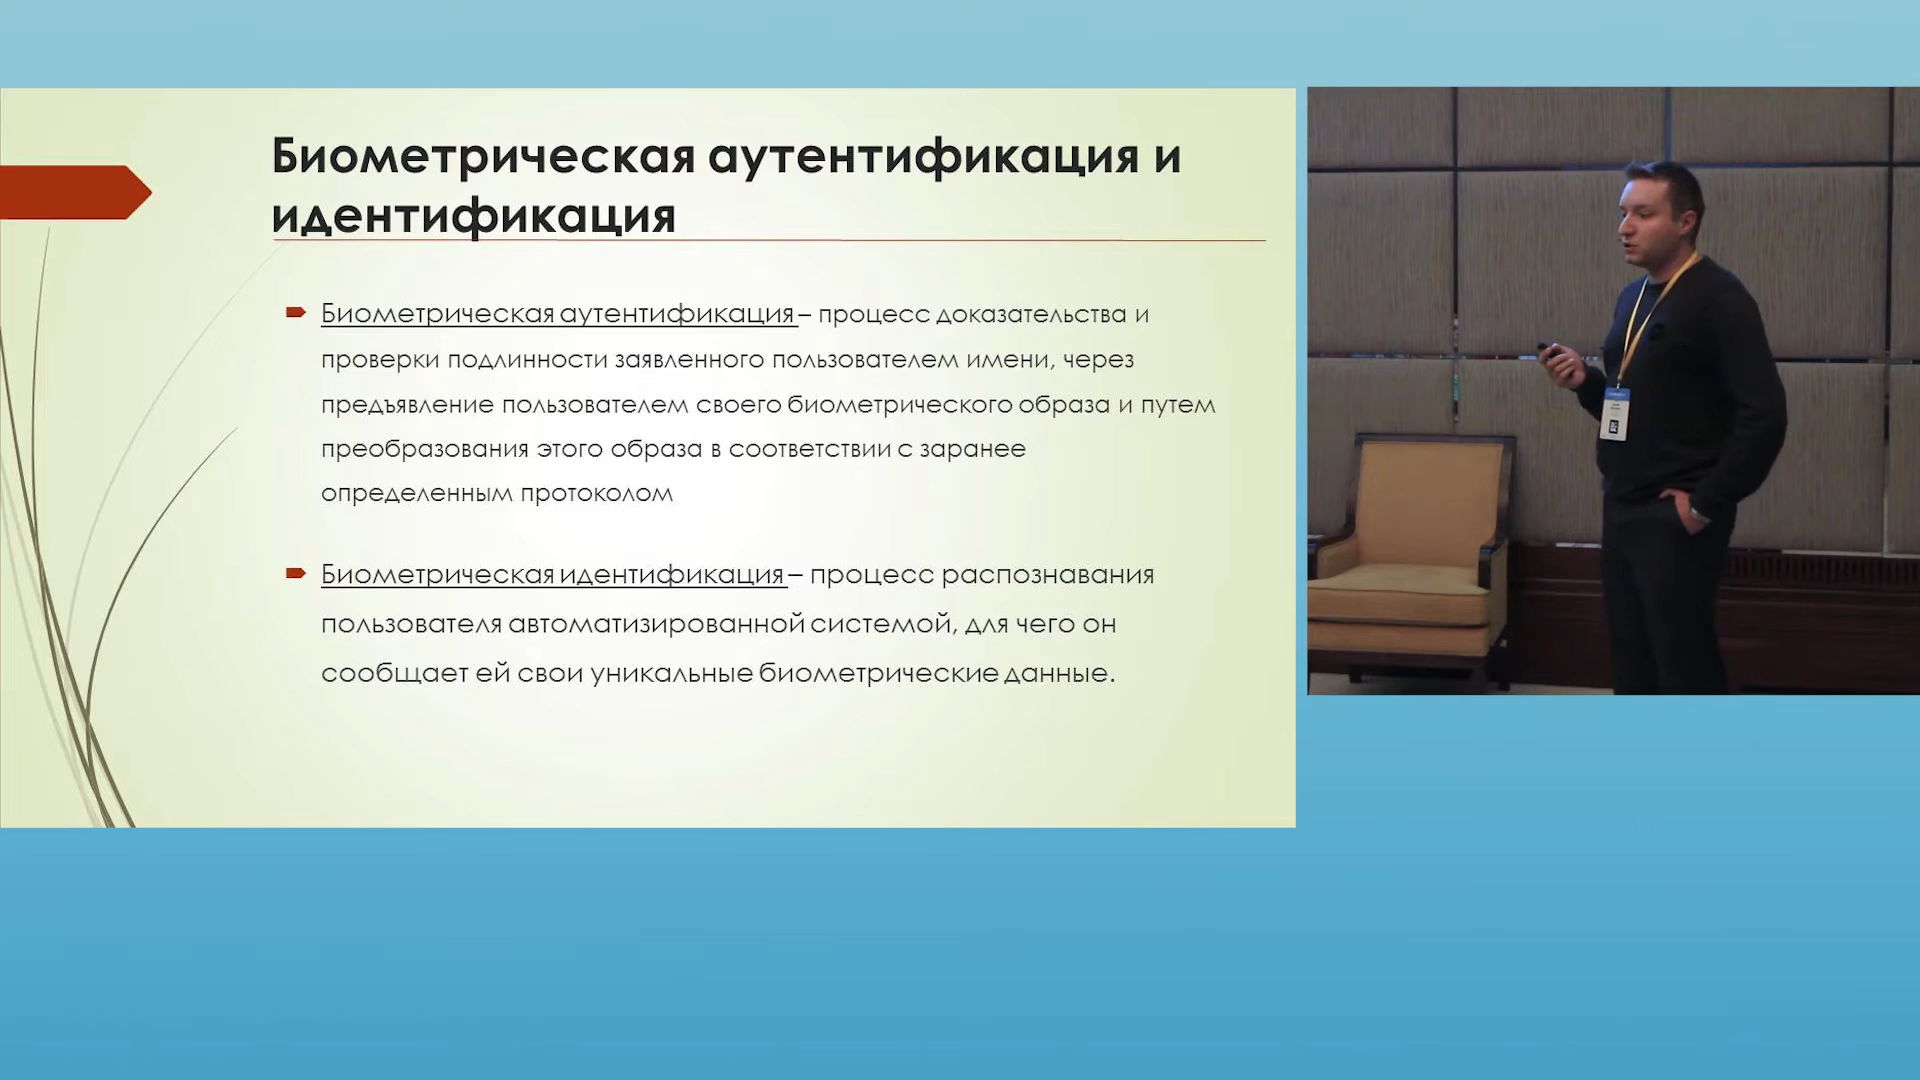 Биометрическая аутентификация и
идентификация
Биометрическая аутентификация – процесс доказательства и
проверки подлинности заявленного пользователем имени, через
предъявление пользователем своего биометрического образа и путем
преобразования этого образа в соответствии с заранее
определенным протоколом
Биометрическая идентификация – процесс распознавания
пользователя автоматизированной системой, для чего он
сообщает ей свои уникальные биометрические данные.